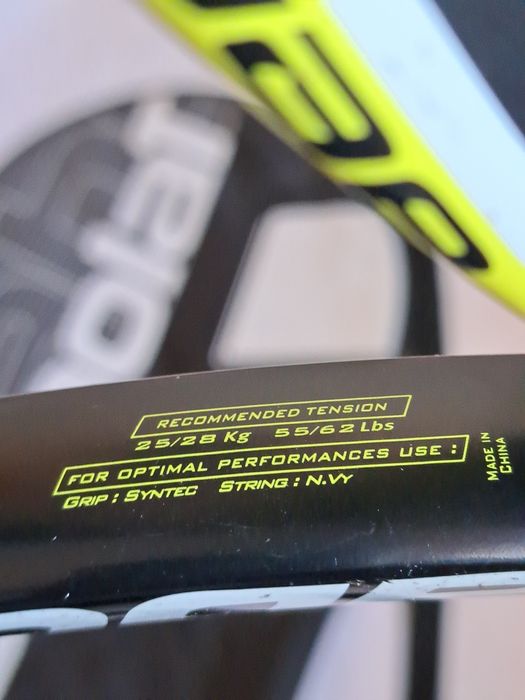 RECOMMENDED TENSION
25/28 Kg 55/62 Lbs
FOR OPTIMAL PERFORMANCES USE :
GRIP : SYNTEC STRING : N.VY
MADE IN
CHINA